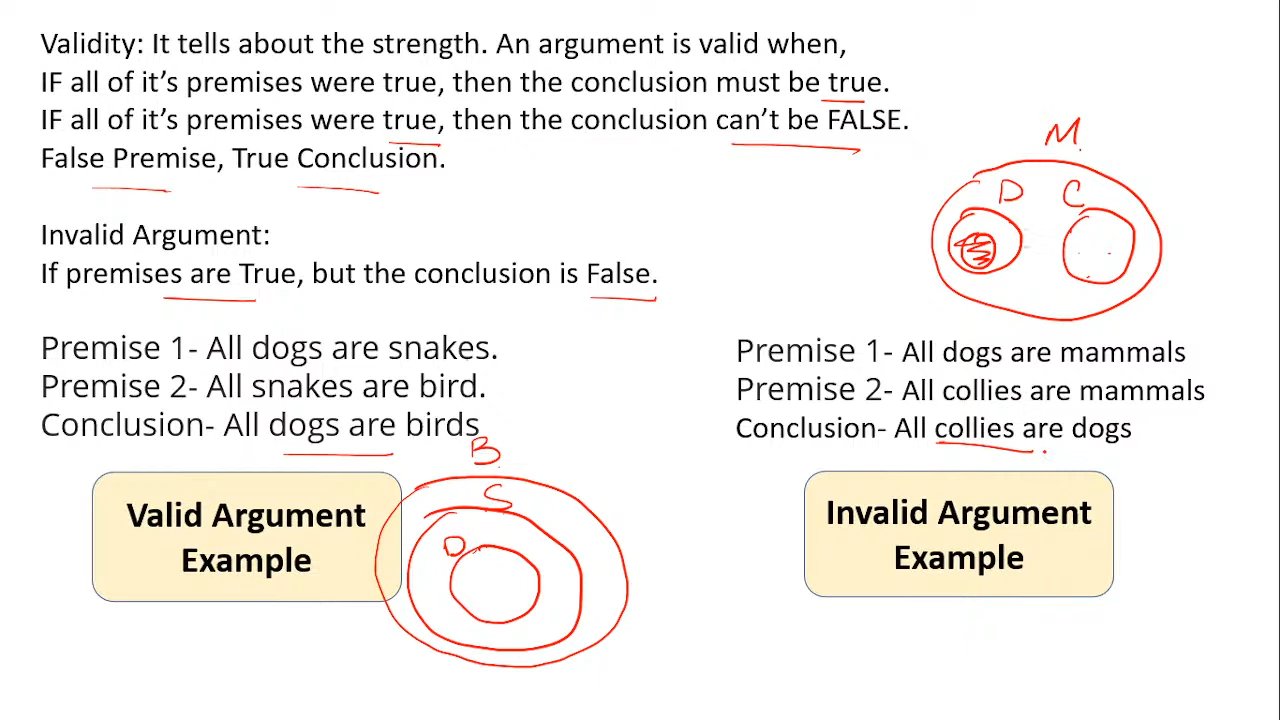 Validity: It tells about the strength. An argument is valid when,
IF all of it's premises were true, then the conclusion must be true.
IF all of it's premises were true, then the conclusion can't be FALSE.
False Premise, True Conclusion.
Invalid Argument:
If premises are True, but the conclusion is False.
Premise 1- All dogs are snakes.
Premise 2- All snakes are bird.
Conclusion- All dogs are birds
B
S
D
Valid Argument
Example
M
D C
Premise 1- All dogs are mammals
Premise 2- All collies are mammals
Conclusion- All collies are dogs
Invalid Argument
Example